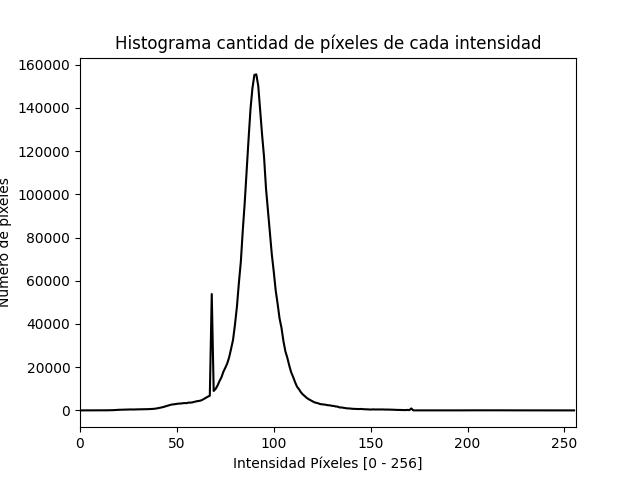 Histograma cantidad de píxeles de cada intensidad
160000
140000
120000
100000
80000
60000
40000
20000
0
Número de píxeles
0 50 100 150 200 250
Intensidad Píxeles [0 - 256]